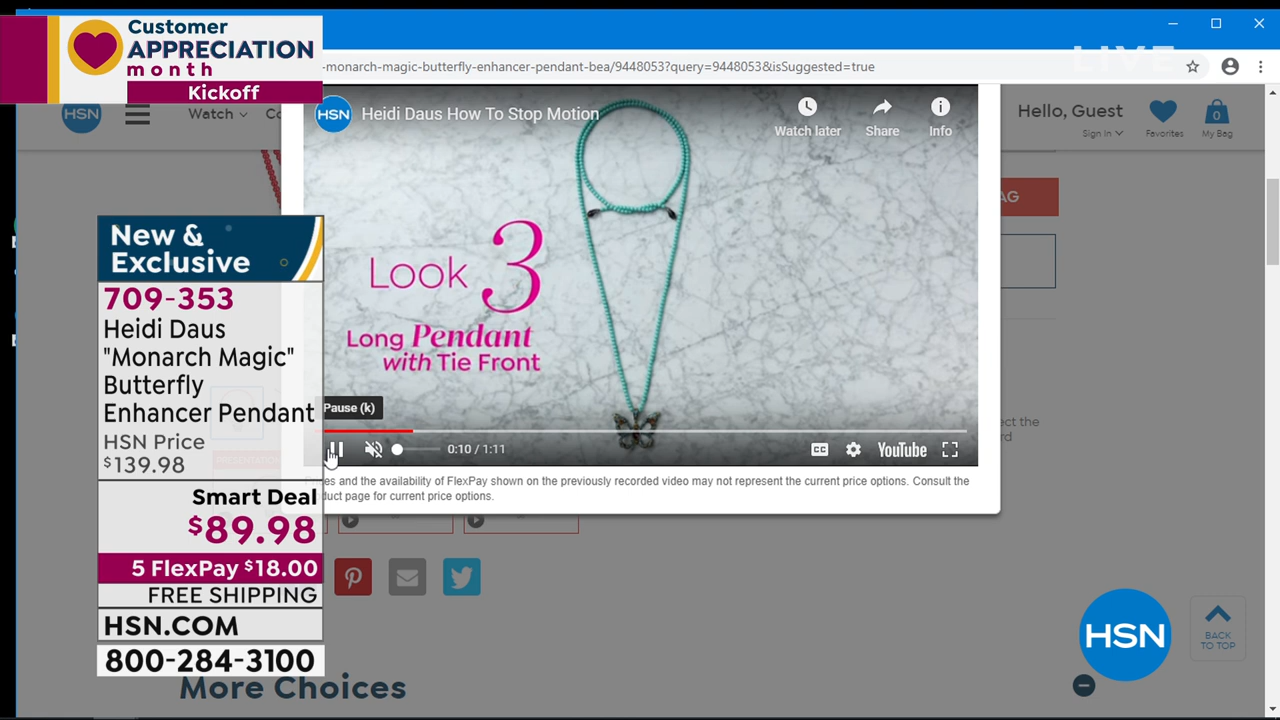 Customer
APPRECIATION
month
Kickoff
LIVE
-monarch-magic-butterfly-enhancer-pendant-bea/9448053?query=9448053&isSuggested=true
HSN
Watch
Hello, Guest
Sign In
Favorites
0
My Bag
HSN
Heidi Daus How To Stop Motion
Watch later
Share
Info
AG
Look 3
Long Pendant
with Tie Front
Pause (k)
0:10 / 1:11
CC
YouTube
and the availability of FlexPay shown on the previously recorded video may not represent the current price options. Consult the
page for current price options.
New &
Exclusive
709-353
Heidi Daus
"Monarch Magic"
Butterfly
Enhancer Pendant
HSN Price
$139.98
Smart Deal
$89.98
5 FlexPay $18.00
FREE SHIPPING
HSN.COM
800-284-3100
HSN
BACK
TO TOP
More Choices